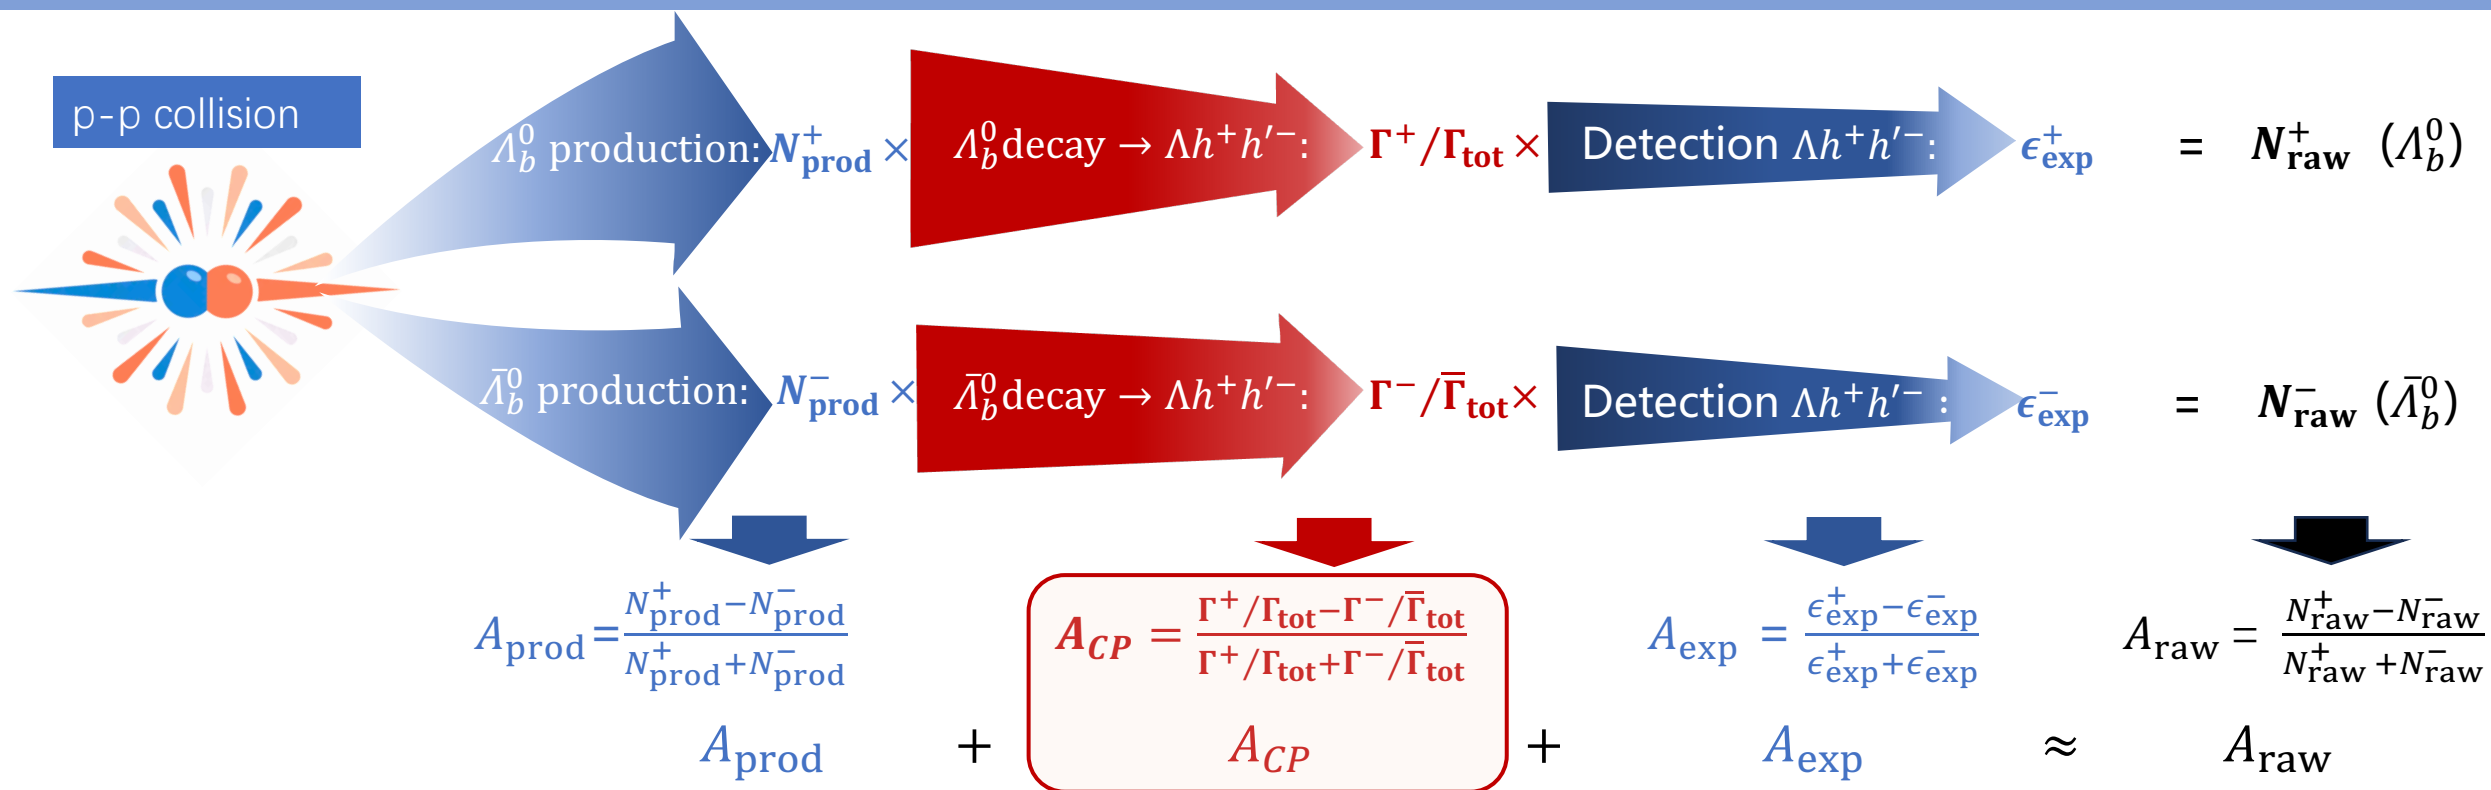 p-p collision
Λ_b^0 production: N_prod^+ × Λ_b^0 decay → Λh^+h′^−: Γ^+/Γ_tot × Detection Λh^+h′^−: ϵ_exp^+ = N_raw^+ (Λ_b^0)
Λ̄_b^0 production: N_prod^− × Λ̄_b^0 decay → Λh^+h′^−: Γ^−/Γ̄_tot × Detection Λh^+h′^− : ϵ_exp^− = N_raw^− (Λ̄_b^0)
A_prod = (N_prod^+ − N_prod^−)/(N_prod^+ + N_prod^−)
A_CP = (Γ^+/Γ_tot − Γ^−/Γ̄_tot)/(Γ^+/Γ_tot + Γ^−/Γ̄_tot)
A_exp = (ϵ_exp^+ − ϵ_exp^−)/(ϵ_exp^+ + ϵ_exp^−)
A_raw = (N_raw^+ − N_raw^−)/(N_raw^+ + N_raw^−)
A_prod + A_CP + A_exp ≈ A_raw